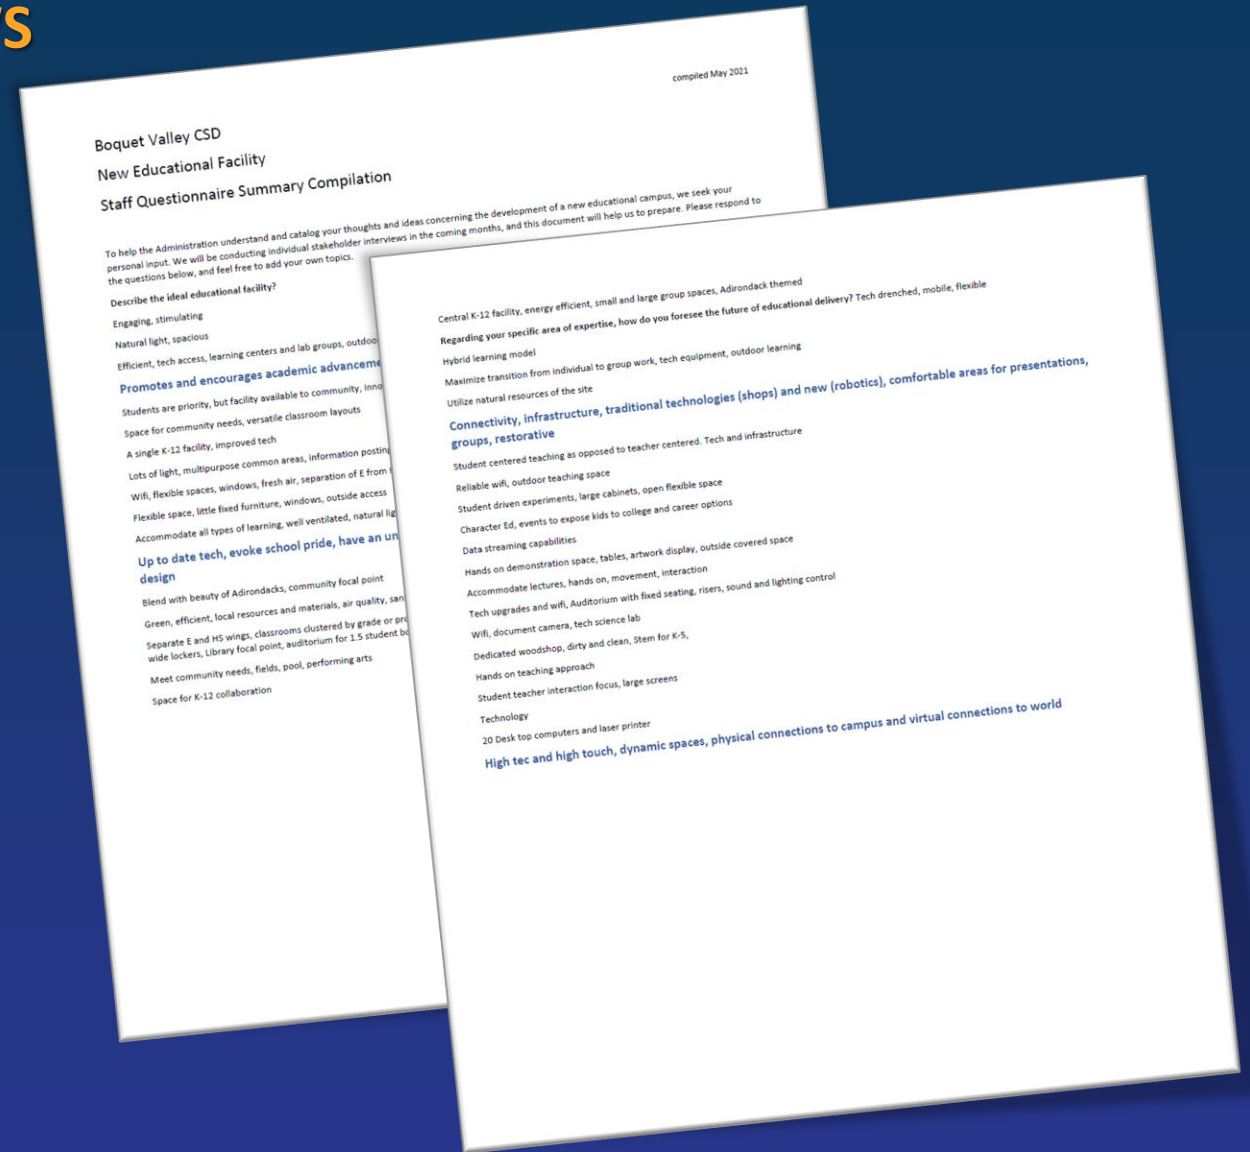 compiled May 2021
Boquet Valley CSD
New Educational Facility
Staff Questionnaire Summary Compilation
To help the Administration understand and catalog your thoughts and ideas concerning the development of a new educational campus, we seek your
personal input. We will be conducting individual stakeholder interviews in the coming months, and this document will help us to prepare. Please respond to
the questions below, and feel free to add your own topics.
Describe the ideal educational facility?
Engaging, stimulating
Natural light, spacious
Efficient, tech access, learning centers and lab groups,
Promotes and encourages academic
Students are priority, but facility available to community,
Space for community needs, versatile classroom layouts
A single K-12 facility, improved tech
Lots of light, multipurpose common areas, information
Wifi, flexible spaces, windows, fresh air, separation of E from
Flexible space, little fixed furniture, windows, outside access
Accommodate all types of learning, well ventilated, natural
Up to date tech, evoke school pride, have an
design
Blend with beauty of Adirondacks, community focal point
Green, efficient, local resources and materials, air quality,
Separate E and HS wings, classrooms clustered by grade or
wide lockers, Library focal point, auditorium for 1.5 student
Meet community needs, fields, pool, performing arts
Space for K-12 collaboration
Central K-12 facility, energy efficient, small and large group spaces, Adirondack themed
Regarding your specific area of expertise, how do you foresee the future of educational delivery? Tech drenched, mobile, flexible
Hybrid learning model
Maximize transition from individual to group work, tech equipment, outdoor learning
Utilize natural resources of the site
Connectivity, infrastructure, traditional technologies (shops) and new (robotics), comfortable areas for presentations,
groups, restorative
Student centered teaching as opposed to teacher centered. Tech and infrastructure
Reliable wifi, outdoor teaching space
Student driven experiments, large cabinets, open flexible space
Character Ed, events to expose kids to college and career options
Data streaming capabilities
Hands on demonstration space, tables, artwork display, outside covered space
Accommodate lectures, hands on, movement, interaction
Tech upgrades and wifi, Auditorium with fixed seating, risers, sound and lighting control
Wifi, document camera, tech science lab
Dedicated woodshop, dirty and clean, Stem for K-5,
Hands on teaching approach
Student teacher interaction focus, large screens
Technology
20 Desk top computers and laser printer
High tec and high touch, dynamic spaces, physical connections to campus and virtual connections to world